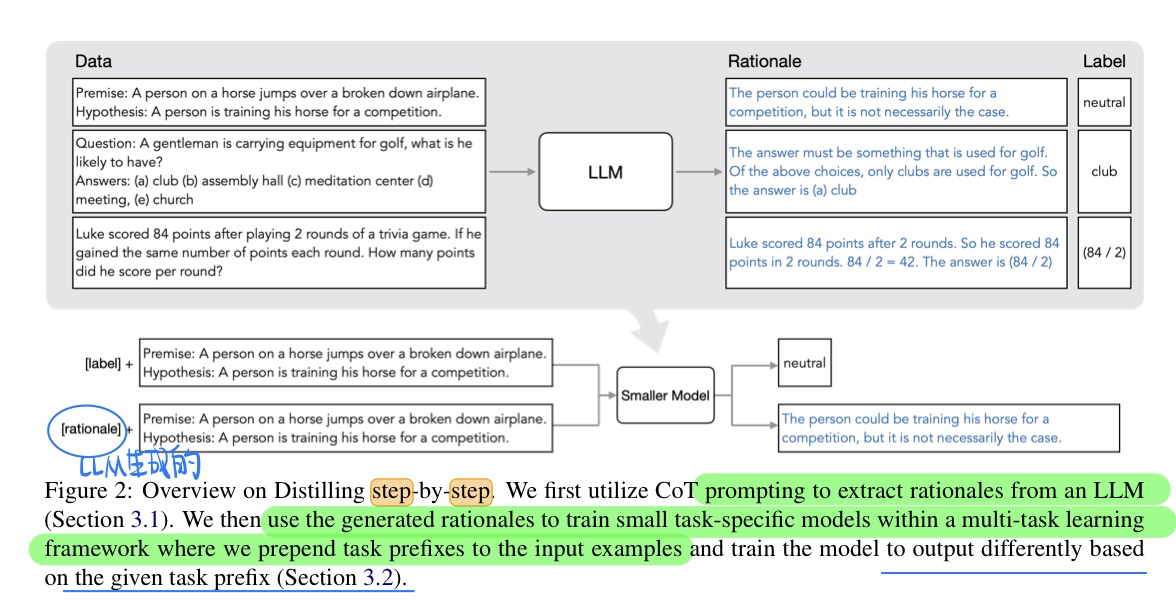 Data
Rationale
Label
Premise: A person on a horse jumps over a broken down airplane.
Hypothesis: A person is training his horse for a competition.
The person could be training his horse for a
competition, but it is not necessarily the case.
neutral
Question: A gentleman is carrying equipment for golf, what is he
likely to have?
Answers: (a) club (b) assembly hall (c) meditation center (d)
meeting, (e) church
LLM
The answer must be something that is used for golf.
Of the above choices, only clubs are used for golf. So
the answer is (a) club
club
Luke scored 84 points after playing 2 rounds of a trivia game. If he
gained the same number of points each round. How many points
did he score per round?
Luke scored 84 points after 2 rounds. So he scored 84
points in 2 rounds. 84 / 2 = 42. The answer is (84 / 2)
(84 / 2)
[label] +
Premise: A person on a horse jumps over a broken down airplane.
Hypothesis: A person is training his horse for a competition.
Smaller Model
neutral
[rationale] +
Premise: A person on a horse jumps over a broken down airplane.
Hypothesis: A person is training his horse for a competition.
The person could be training his horse for a
competition, but it is not necessarily the case.
LLM生成的
Figure 2: Overview on Distilling step-by-step. We first utilize CoT prompting to extract rationales from an LLM
(Section 3.1). We then use the generated rationales to train small task-specific models within a multi-task learning
framework where we prepend task prefixes to the input examples and train the model to output differently based
on the given task prefix (Section 3.2).